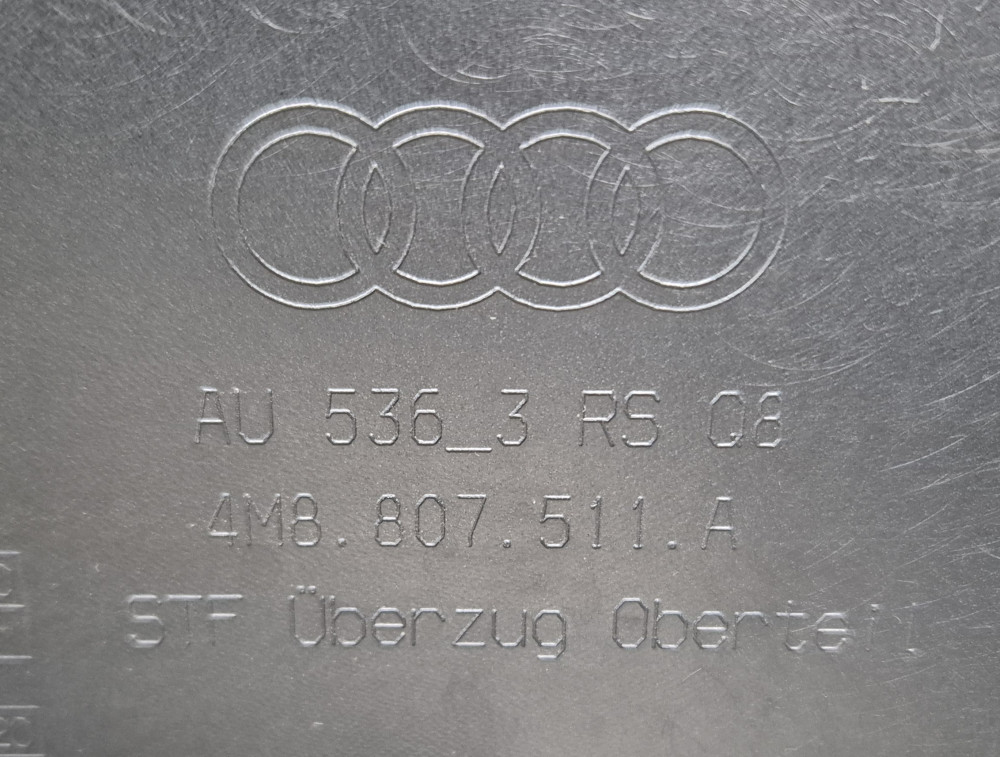 AU 536_3 RS Q8
4M8.807.511.A
STF Überzug Oberteil